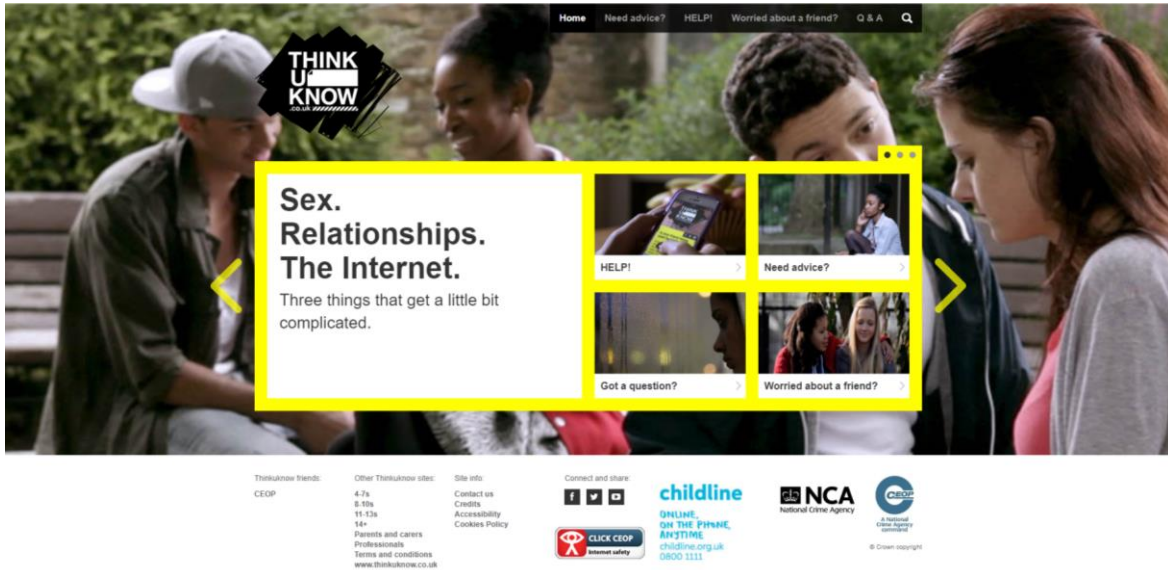 Home Need advice? HELP! Worried about a friend? Q & A
THINK
U
KNOW
.co.uk
Sex.
Relationships.
The Internet.
Three things that get a little bit
complicated.
HELP!
Need advice?
Got a question?
Worried about a friend?
Thinkuknow friends:
CEOP
Other Thinkuknow sites:
4-7s
8-10s
11-13s
14+
Parents and carers
Professionals
Terms and conditions
www.thinkuknow.co.uk
Site info:
Contact us
Credits
Accessibility
Cookies Policy
Connect and share:
CLICK CEOP
Internet safety
childline
ONLINE,
ON THE PHONE,
ANYTIME
childline.org.uk
0800 1111
NCA
National Crime Agency
CEOP
A National
Crime Agency
command
© Crown copyright